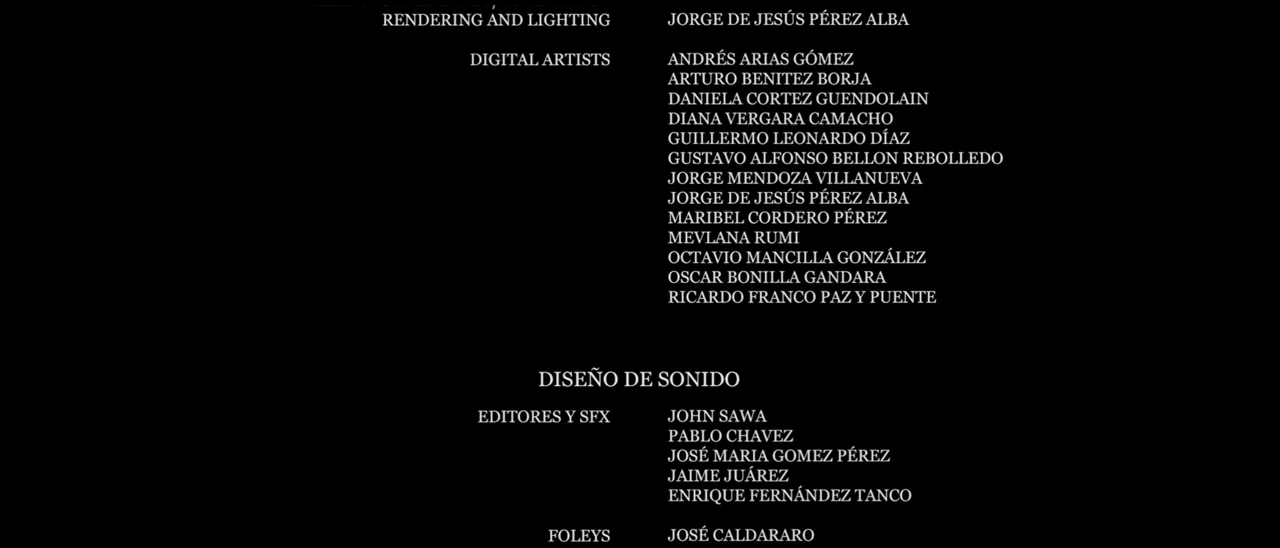 RENDERING AND LIGHTING JORGE DE JESÚS PÉREZ ALBA
DIGITAL ARTISTS ANDRÉS ARIAS GÓMEZ
ARTURO BENITEZ BORJA
DANIELA CORTEZ GUENDOLAIN
DIANA VERGARA CAMACHO
GUILLERMO LEONARDO DÍAZ
GUSTAVO ALFONSO BELLON REBOLLEDO
JORGE MENDOZA VILLANUEVA
JORGE DE JESÚS PÉREZ ALBA
MARIBEL CORDERO PÉREZ
MEVLANA RUMI
OCTAVIO MANCILLA GONZÁLEZ
OSCAR BONILLA GANDARA
RICARDO FRANCO PAZ Y PUENTE
DISEÑO DE SONIDO
EDITORES Y SFX JOHN SAWA
PABLO CHAVEZ
JOSÉ MARIA GOMEZ PÉREZ
JAIME JUÁREZ
ENRIQUE FERNÁNDEZ TANCO
FOLEYS JOSÉ CALDARARO